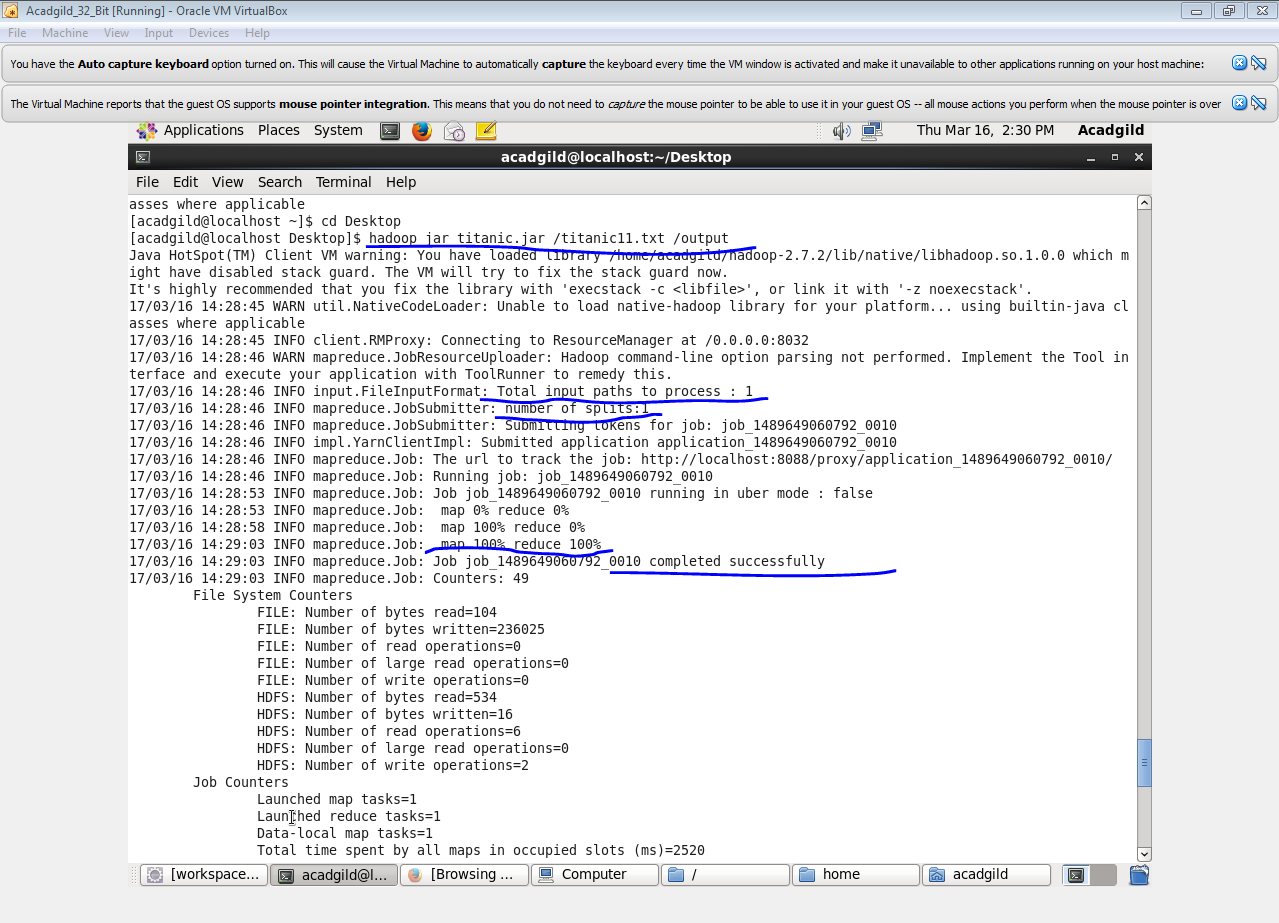 Acadgild_32_Bit [Running] - Oracle VM VirtualBox
File Machine View Input Devices Help
You have the Auto capture keyboard option turned on. This will cause the Virtual Machine to automatically capture the keyboard every time the VM window is activated and make it unavailable to other applications running on your host machine:
The Virtual Machine reports that the guest OS supports mouse pointer integration. This means that you do not need to capture the mouse pointer to be able to use it in your guest OS -- all mouse actions you perform when the mouse pointer is over
Applications Places System Thu Mar 16, 2:30 PM Acadgild
acadgild@localhost:~/Desktop
File Edit View Search Terminal Help
asses where applicable
[acadgild@localhost ~]$ cd Desktop
[acadgild@localhost Desktop]$ hadoop jar titanic.jar /titanic11.txt /output
Java HotSpot(TM) Client VM warning: You have loaded library /home/acadgild/hadoop-2.7.2/lib/native/libhadoop.so.1.0.0 which m
ight have disabled stack guard. The VM will try to fix the stack guard now.
It's highly recommended that you fix the library with 'execstack -c <libfile>', or link it with '-z noexecstack'.
17/03/16 14:28:45 WARN util.NativeCodeLoader: Unable to load native-hadoop library for your platform... using builtin-java cl
asses where applicable
17/03/16 14:28:45 INFO client.RMProxy: Connecting to ResourceManager at /0.0.0.0:8032
17/03/16 14:28:46 WARN mapreduce.JobResourceUploader: Hadoop command-line option parsing not performed. Implement the Tool in
terface and execute your application with ToolRunner to remedy this.
17/03/16 14:28:46 INFO input.FileInputFormat: Total input paths to process : 1
17/03/16 14:28:46 INFO mapreduce.JobSubmitter: number of splits:1
17/03/16 14:28:46 INFO mapreduce.JobSubmitter: Submitting tokens for job: job_1489649060792_0010
17/03/16 14:28:46 INFO impl.YarnClientImpl: Submitted application application_1489649060792_0010
17/03/16 14:28:46 INFO mapreduce.Job: The url to track the job: http://localhost:8088/proxy/application_1489649060792_0010/
17/03/16 14:28:46 INFO mapreduce.Job: Running job: job_1489649060792_0010
17/03/16 14:28:53 INFO mapreduce.Job: Job job_1489649060792_0010 running in uber mode : false
17/03/16 14:28:53 INFO mapreduce.Job:  map 0% reduce 0%
17/03/16 14:28:58 INFO mapreduce.Job:  map 100% reduce 0%
17/03/16 14:29:03 INFO mapreduce.Job:  map 100% reduce 100%
17/03/16 14:29:03 INFO mapreduce.Job: Job job_1489649060792_0010 completed successfully
17/03/16 14:29:03 INFO mapreduce.Job: Counters: 49
File System Counters
FILE: Number of bytes read=104
FILE: Number of bytes written=236025
FILE: Number of read operations=0
FILE: Number of large read operations=0
FILE: Number of write operations=0
HDFS: Number of bytes read=534
HDFS: Number of bytes written=16
HDFS: Number of read operations=6
HDFS: Number of large read operations=0
HDFS: Number of write operations=2
Job Counters
Launched map tasks=1
Launched reduce tasks=1
Data-local map tasks=1
Total time spent by all maps in occupied slots (ms)=2520
[workspace... acadgild@l... [Browsing ... Computer / home acadgild